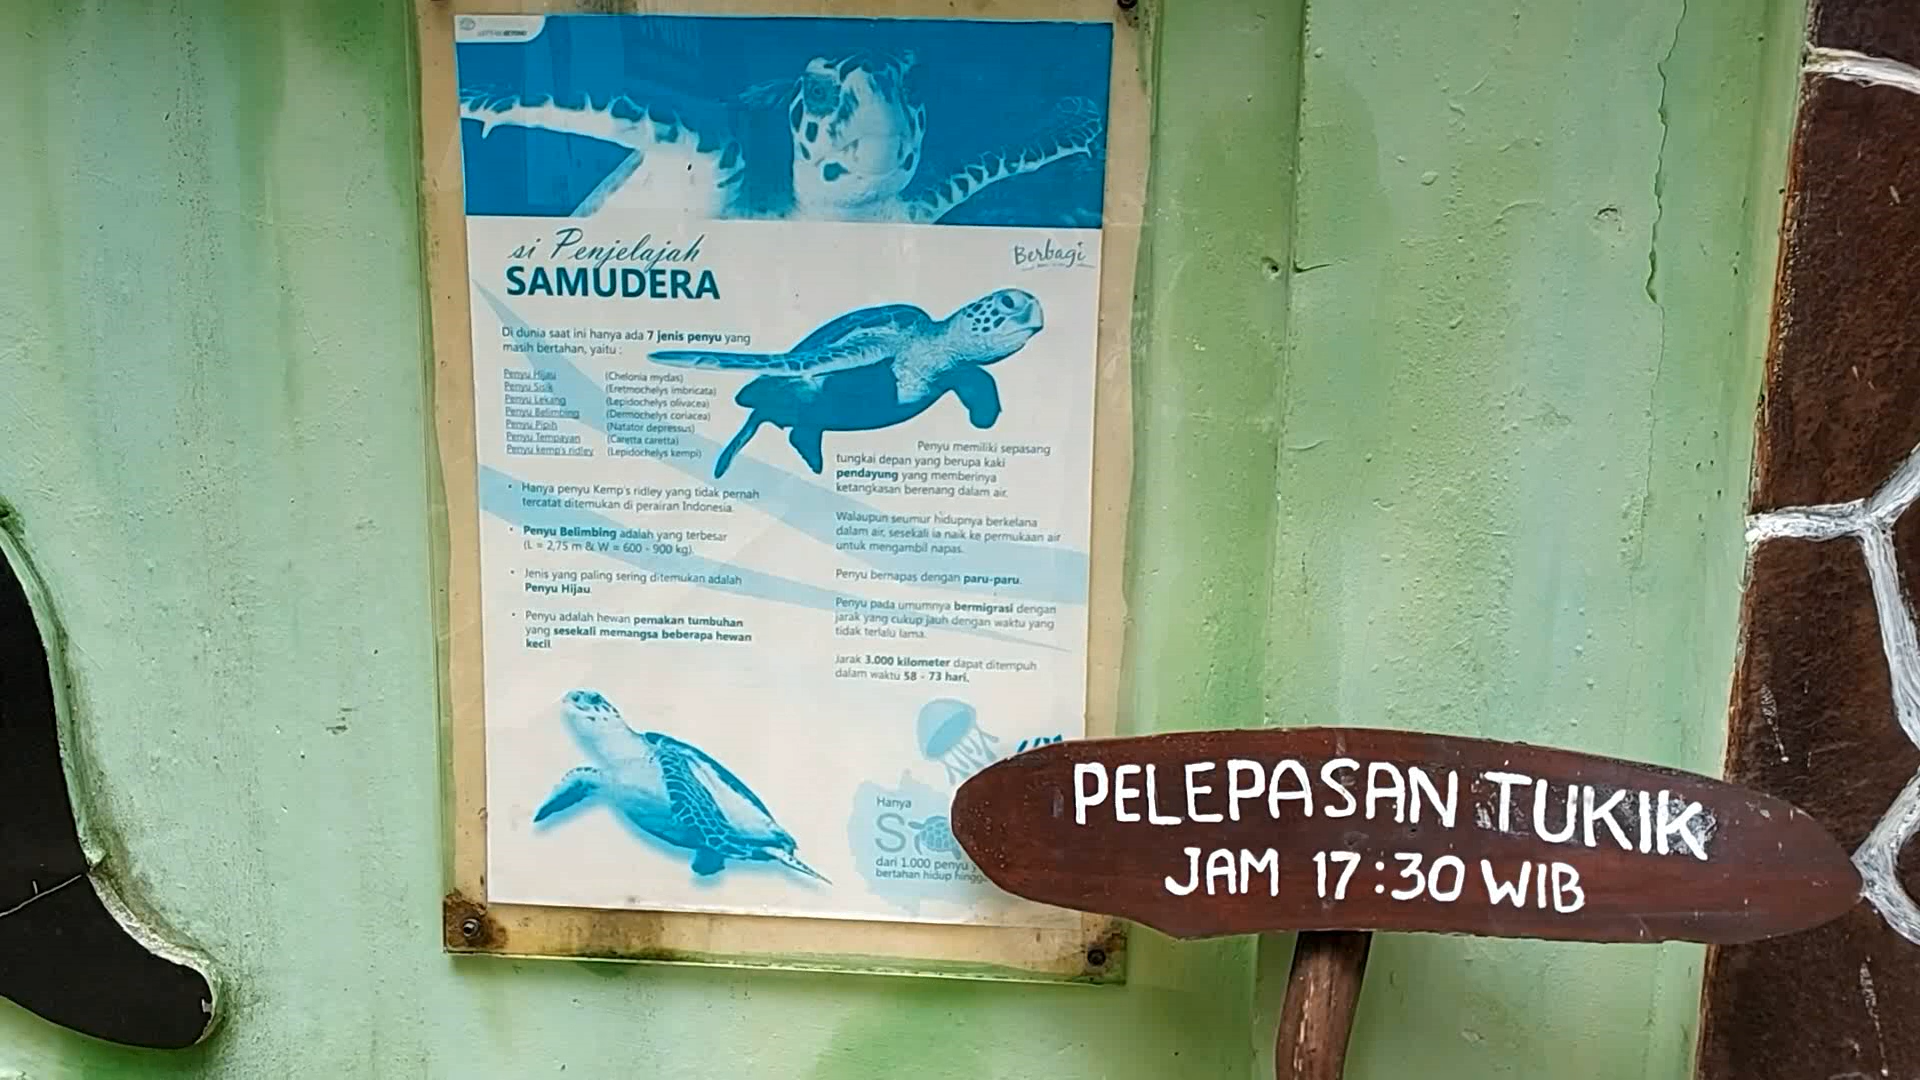 si Penjelajah
SAMUDERA
Berbagi
Di dunia saat ini hanya ada 7 jenis penyu yang
masih bertahan, yaitu :
Penyu Hijau (Chelonia mydas)
Penyu Sisik (Eretmochelys imbricata)
Penyu Lekang (Lepidochelys olivacea)
Penyu Belimbing (Dermochelys coriacea)
Penyu Pipih (Natator depressus)
Penyu Tempayan (Caretta caretta)
Penyu kemp's ridley (Lepidochelys kempi)
• Hanya penyu Kemp's ridley yang tidak pernah
tercatat ditemukan di perairan Indonesia.
• Penyu Belimbing adalah yang terbesar
(L = 2,75 m & W = 600 - 900 kg).
• Jenis yang paling sering ditemukan adalah
Penyu Hijau.
• Penyu adalah hewan pemakan tumbuhan
yang sesekali memangsa beberapa hewan
kecil.
Penyu memiliki sepasang
tungkai depan yang berupa kaki
pendayung yang memberinya
ketangkasan berenang dalam air.
Walaupun seumur hidupnya berkelana
dalam air, sesekali ia naik ke permukaan air
untuk mengambil napas.
Penyu bernapas dengan paru-paru.
Penyu pada umumnya bermigrasi dengan
jarak yang cukup jauh dengan waktu yang
tidak terlalu lama.
Jarak 3.000 kilometer dapat ditempuh
dalam waktu 58 - 73 hari.
Hanya
dari 1.000 penyu
bertahan hidup hingg
PELEPASAN TUKIK
JAM 17:30 WIB